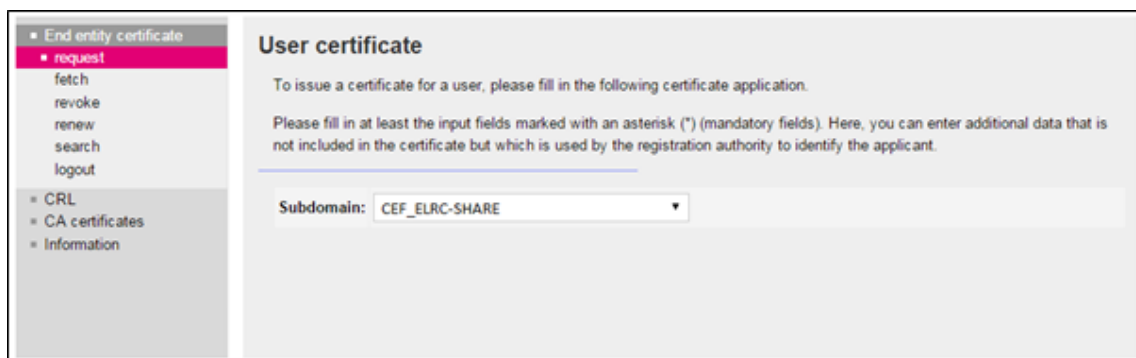 End entity certificate
request
fetch
revoke
renew
search
logout
CRL
CA certificates
Information
User certificate
To issue a certificate for a user, please fill in the following certificate application.
Please fill in at least the input fields marked with an asterisk (*) (mandatory fields). Here, you can enter additional data that is
not included in the certificate but which is used by the registration authority to identify the applicant.
Subdomain: CEF_ELRC-SHARE